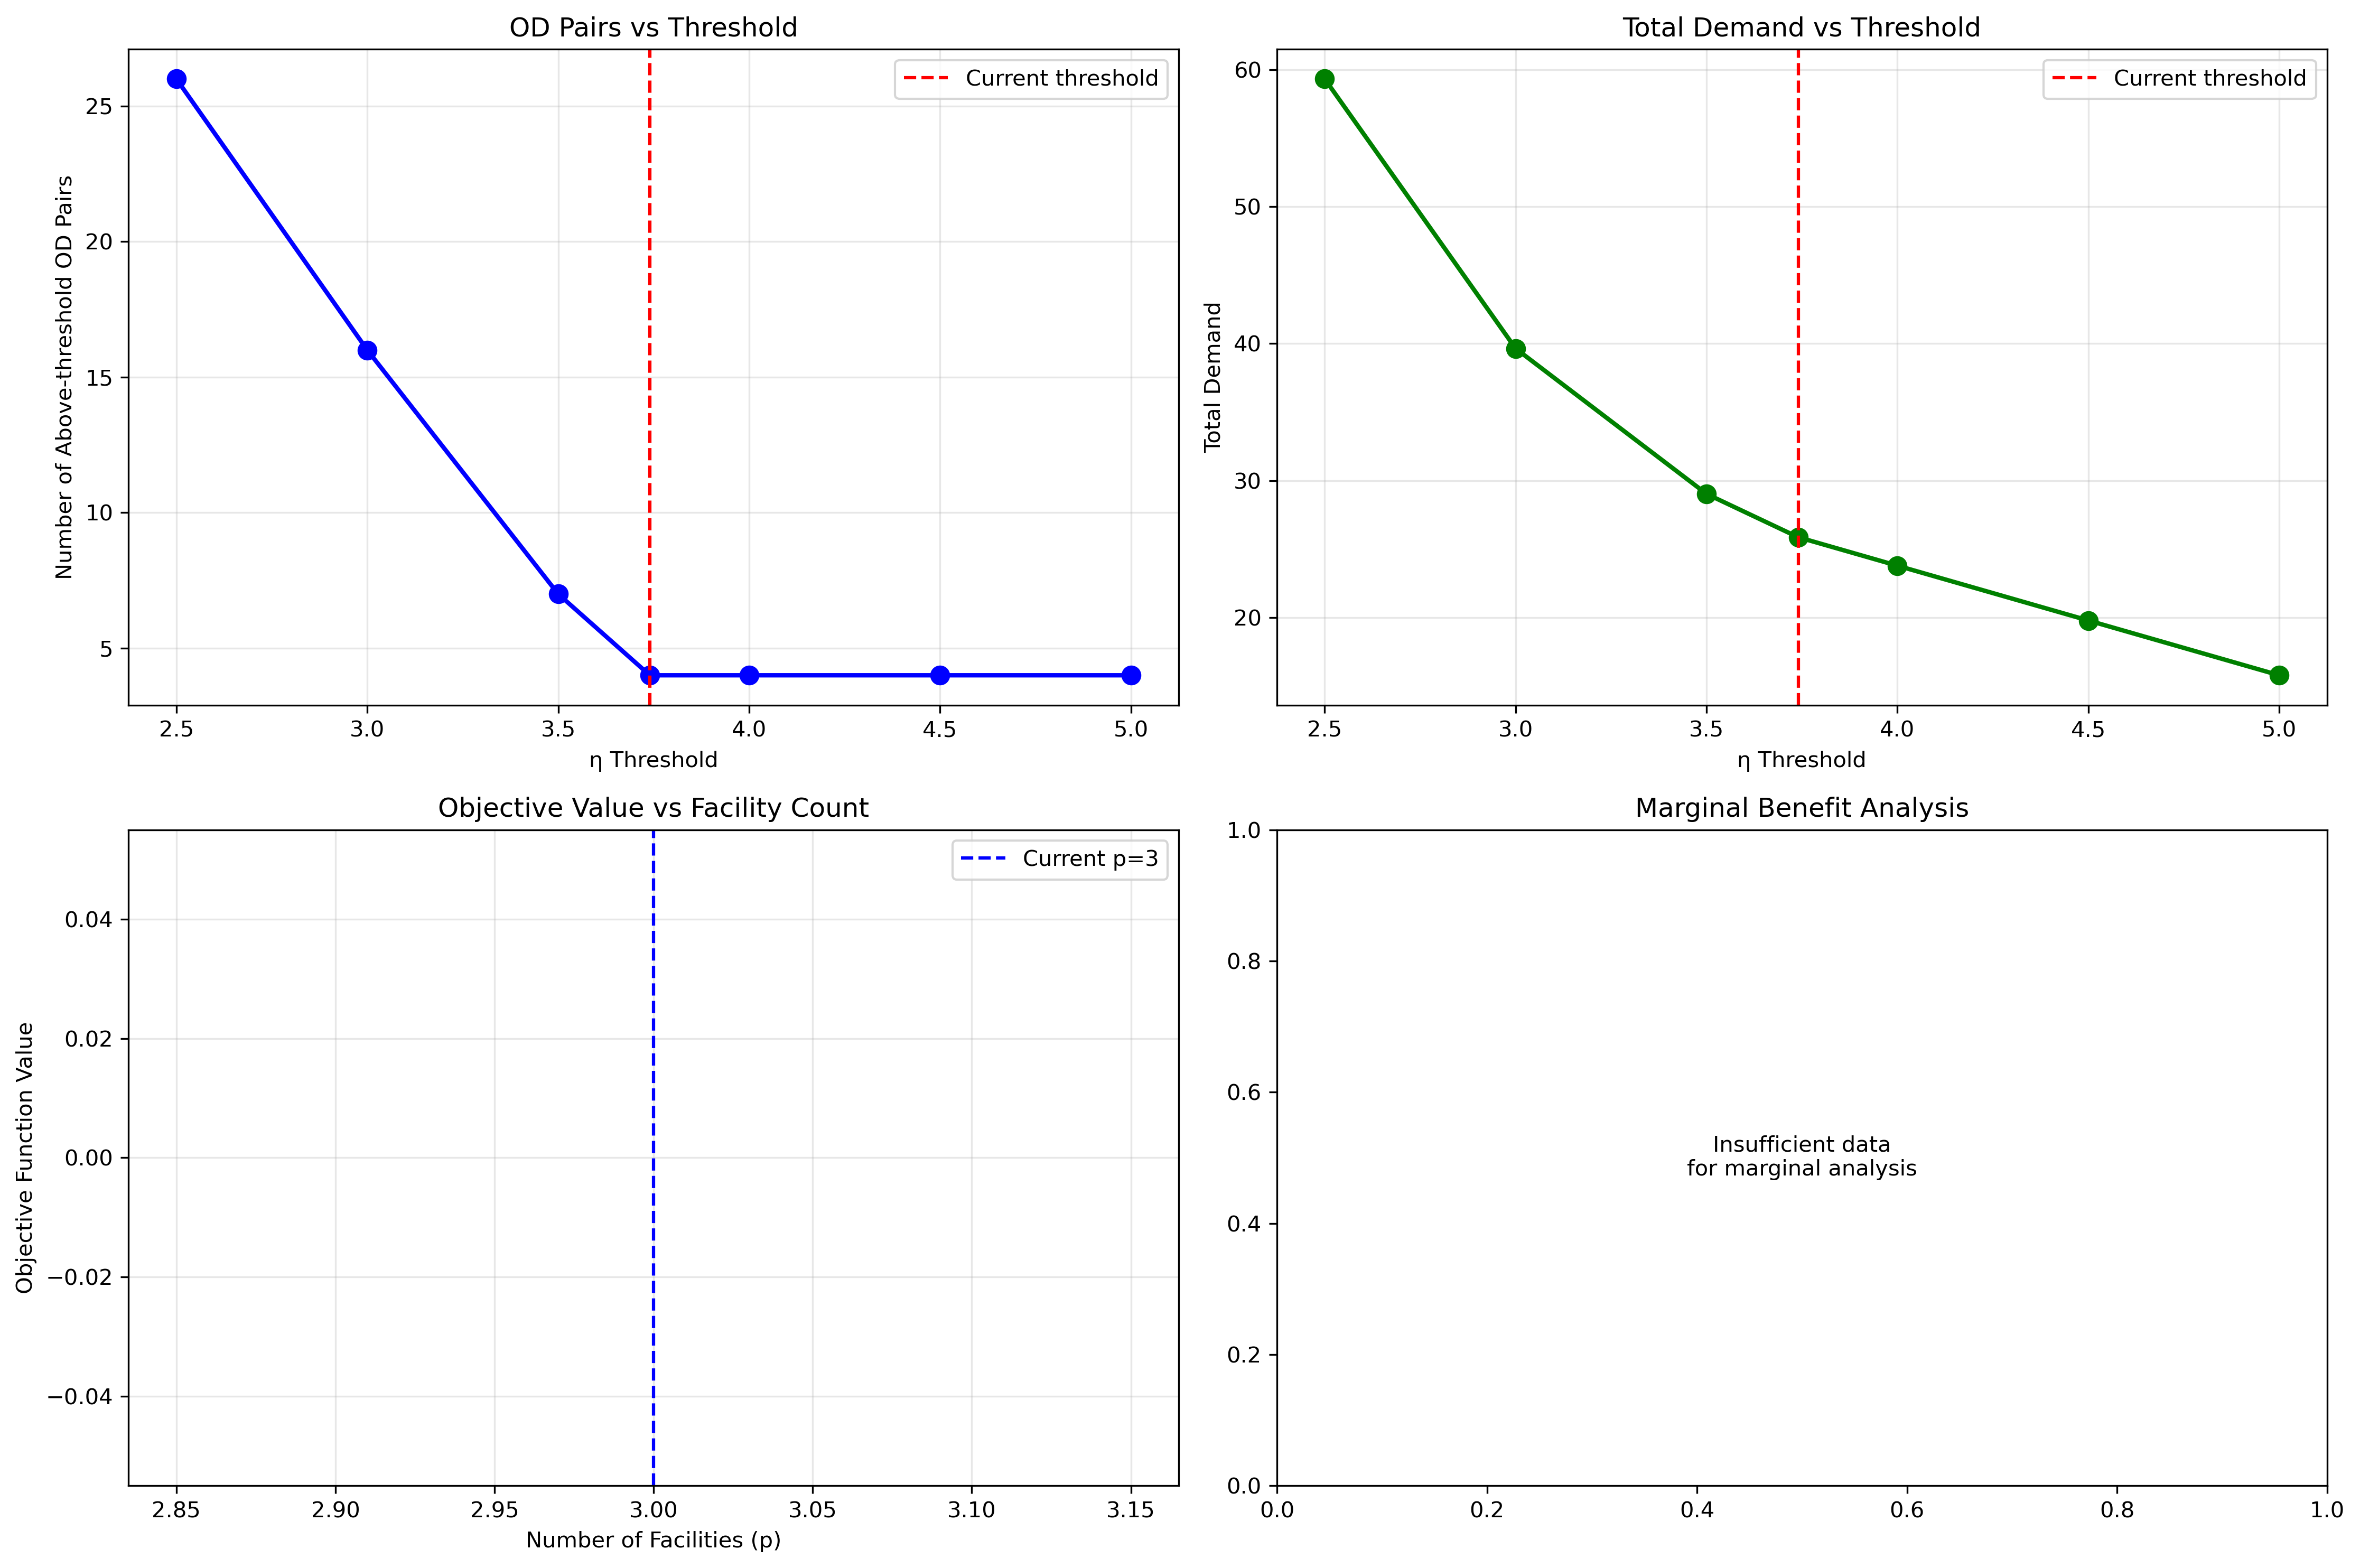 OD Pairs vs Threshold
Number of Above-threshold OD Pairs
25
20
15
10
5
Current threshold
2.5 3.0 3.5 4.0 4.5 5.0
η Threshold
Total Demand vs Threshold
Total Demand
60
50
40
30
20
Current threshold
2.5 3.0 3.5 4.0 4.5 5.0
η Threshold
Objective Value vs Facility Count
Objective Function Value
0.04
0.02
0.00
−0.02
−0.04
Current p=3
2.85 2.90 2.95 3.00 3.05 3.10 3.15
Number of Facilities (p)
Marginal Benefit Analysis
1.0
0.8
0.6
0.4
0.2
0.0
Insufficient data
for marginal analysis
0.0 0.2 0.4 0.6 0.8 1.0